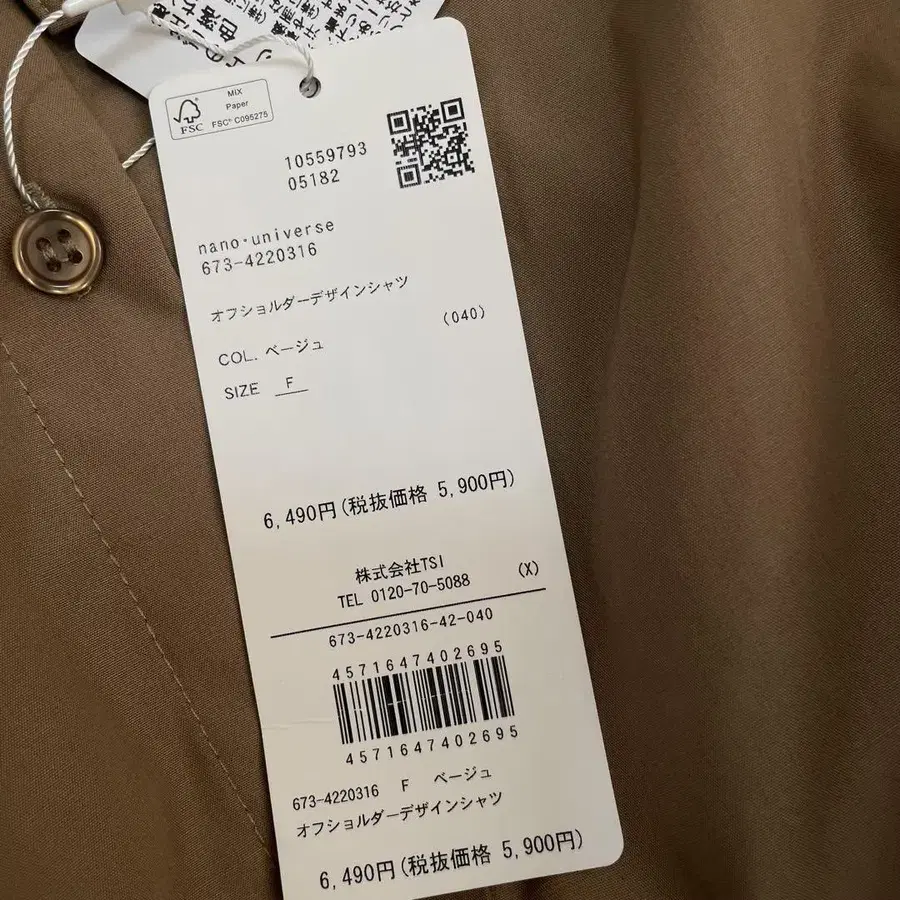 MIX
Paper
FSC® C095275
FSC
10559793
05182
nano・universe
673-4220316
オフショルダーデザインシャツ
(040)
COL. ベージュ
SIZE F
6,490円(税抜価格 5,900円)
株式会社TSI
TEL 0120-70-5088 (X)
673-4220316-42-040
4571647402695
4571647402695
673-4220316 F ベージュ
オフショルダーデザインシャツ
6,490円(税抜価格 5,900円)